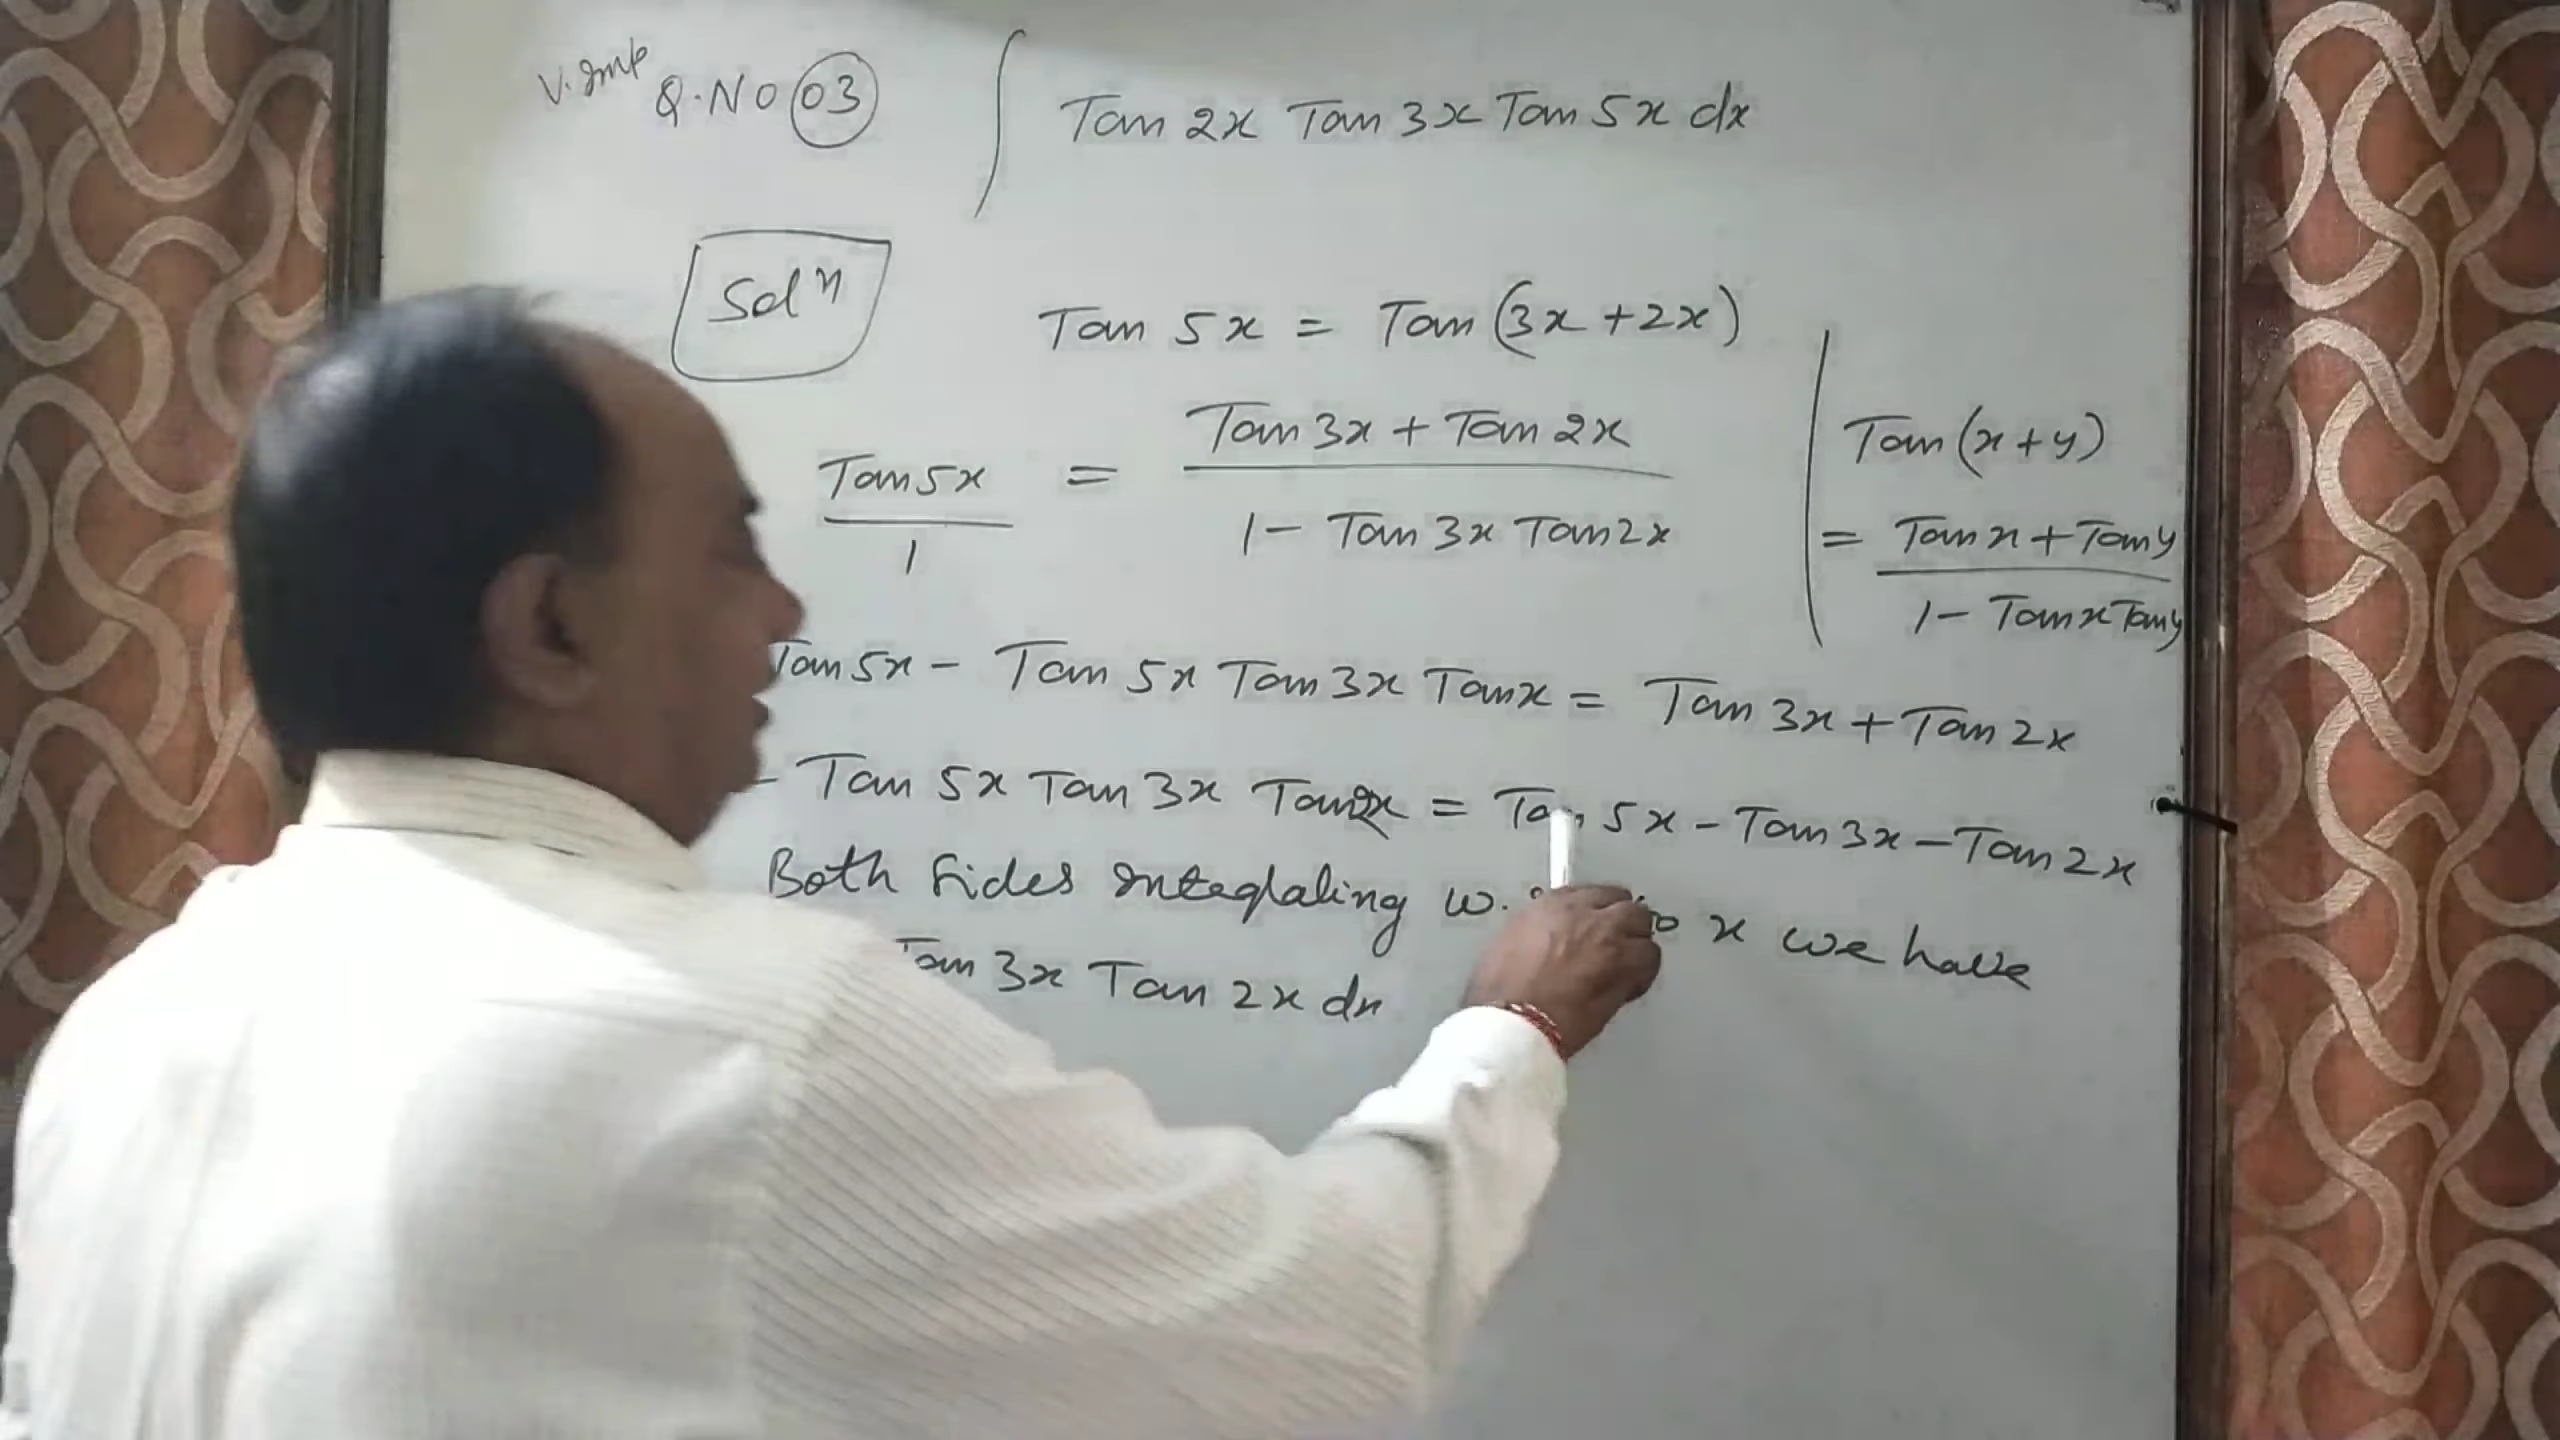 V. Imp Q. NO 03 ∫ Tan 2x Tan 3x Tan 5x dx
Solⁿ
Tan 5x = Tan (3x + 2x)
Tan 5x / 1 = Tan 3x + Tan 2x / 1 - Tan 3x Tan 2x
Tan (x + y)
= Tan x + Tan y / 1 - Tan x Tan y
Tan 5x - Tan 5x Tan 3x Tan x = Tan 3x + Tan 2x
- Tan 5x Tan 3x Tan 2x = Tan 5x - Tan 3x - Tan 2x
Both Sides Integrating w. x we have
Tan 3x Tan 2x dx